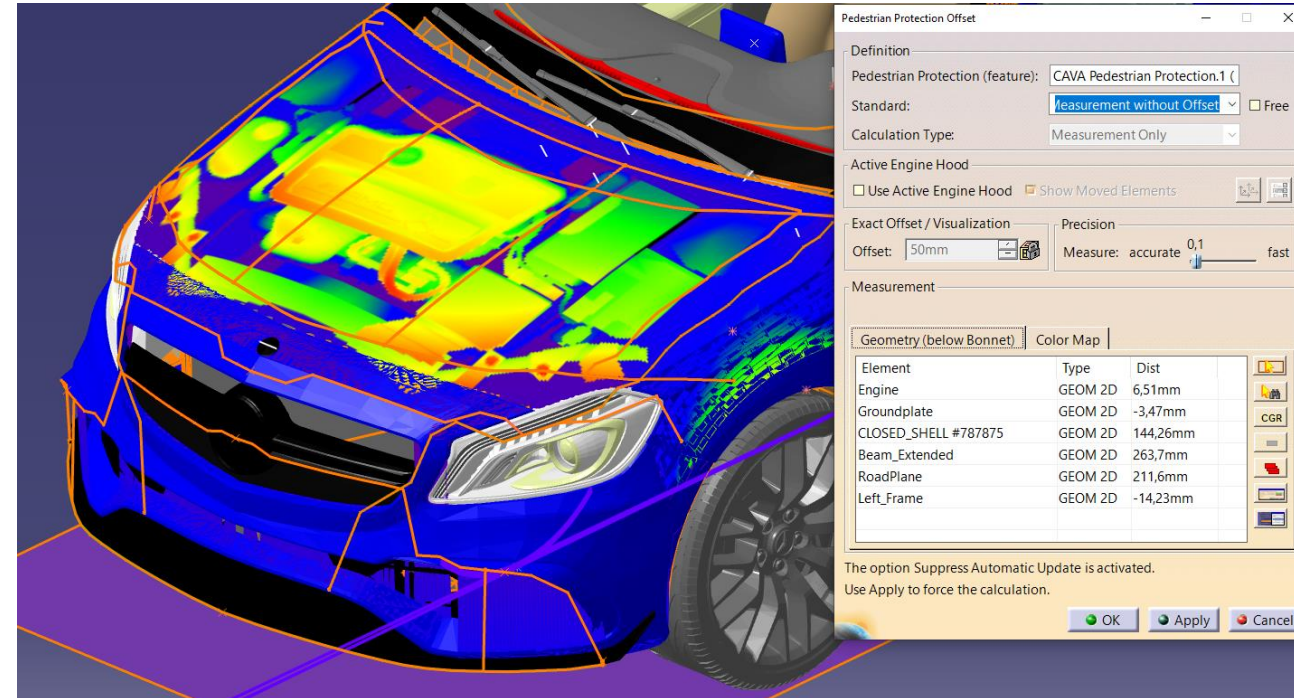 Pedestrian Protection Offset
Definition
Pedestrian Protection (feature): CAVA Pedestrian Protection.1 (
Standard: Measurement without Offset Free
Calculation Type: Measurement Only
Active Engine Hood
Use Active Engine Hood Show Moved Elements
Exact Offset / Visualization Precision
Offset: 50mm Measure: accurate 0,1 fast
Measurement
Geometry (below Bonnet) Color Map
Element Type Dist
Engine GEOM 2D 6,51mm
Groundplate GEOM 2D -3,47mm
CLOSED_SHELL #787875 GEOM 2D 144,26mm
Beam_Extended GEOM 2D 263,7mm
RoadPlane GEOM 2D 211,6mm
Left_Frame GEOM 2D -14,23mm
CGR
The option Suppress Automatic Update is activated.
Use Apply to force the calculation.
OK Apply Cancel